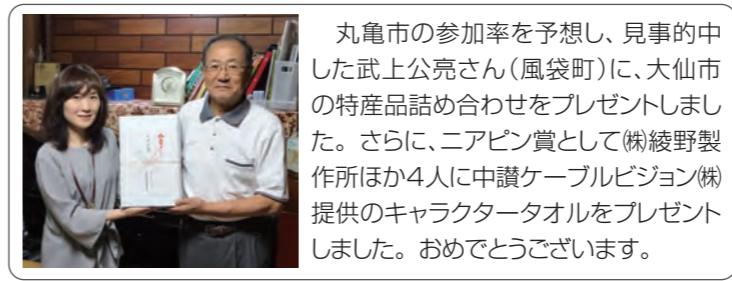 丸亀市の参加率を予想し、見事的中
した武上公亮さん（風袋町）に、大仙市
の特産品詰め合わせをプレゼントしまし
た。さらに、ニアピン賞として㈱綾野製
作所ほか4人に中讃ケーブルビジョン㈱
提供のキャラクタータオルをプレゼント
しました。おめでとうございます。